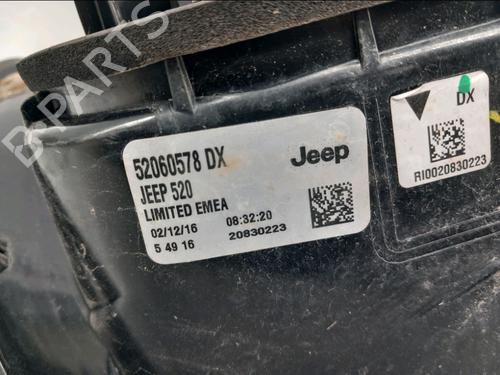 B-PARTS
52060578 DX
Jeep
JEEP 520
LIMITED EMEA
02/12/16 08:32:20
5 49 16 20830223
DX
RI0020830223